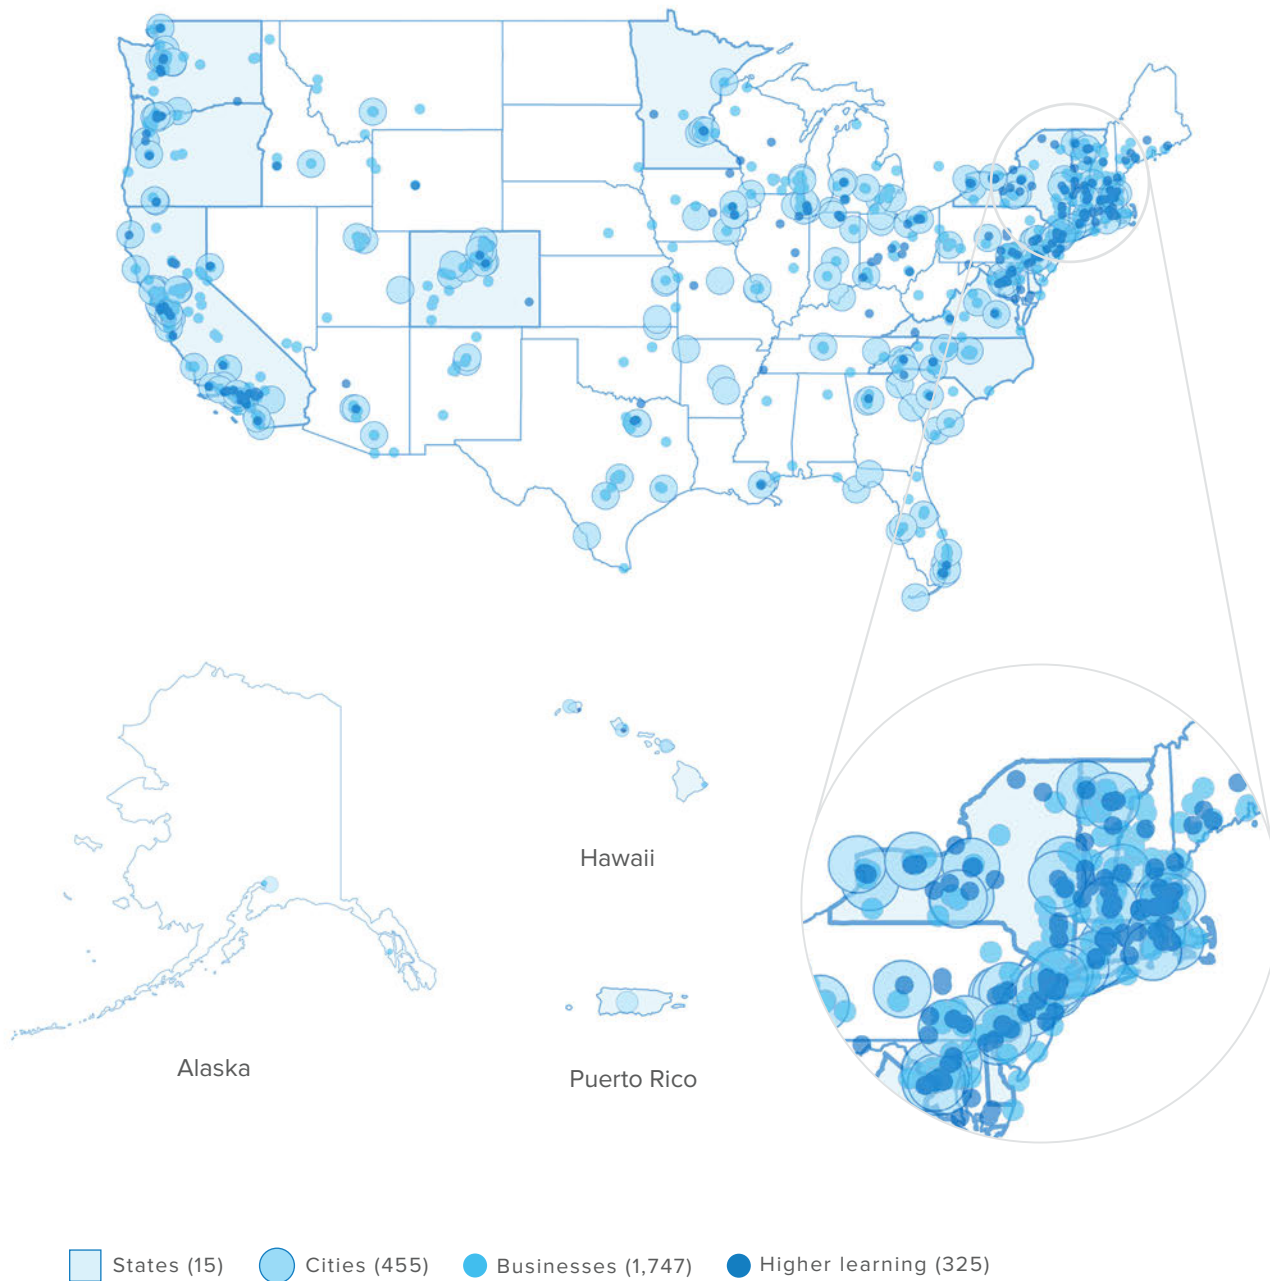 Hawaii
Alaska
Puerto Rico
States (15) Cities (455) Businesses (1,747) Higher learning (325)